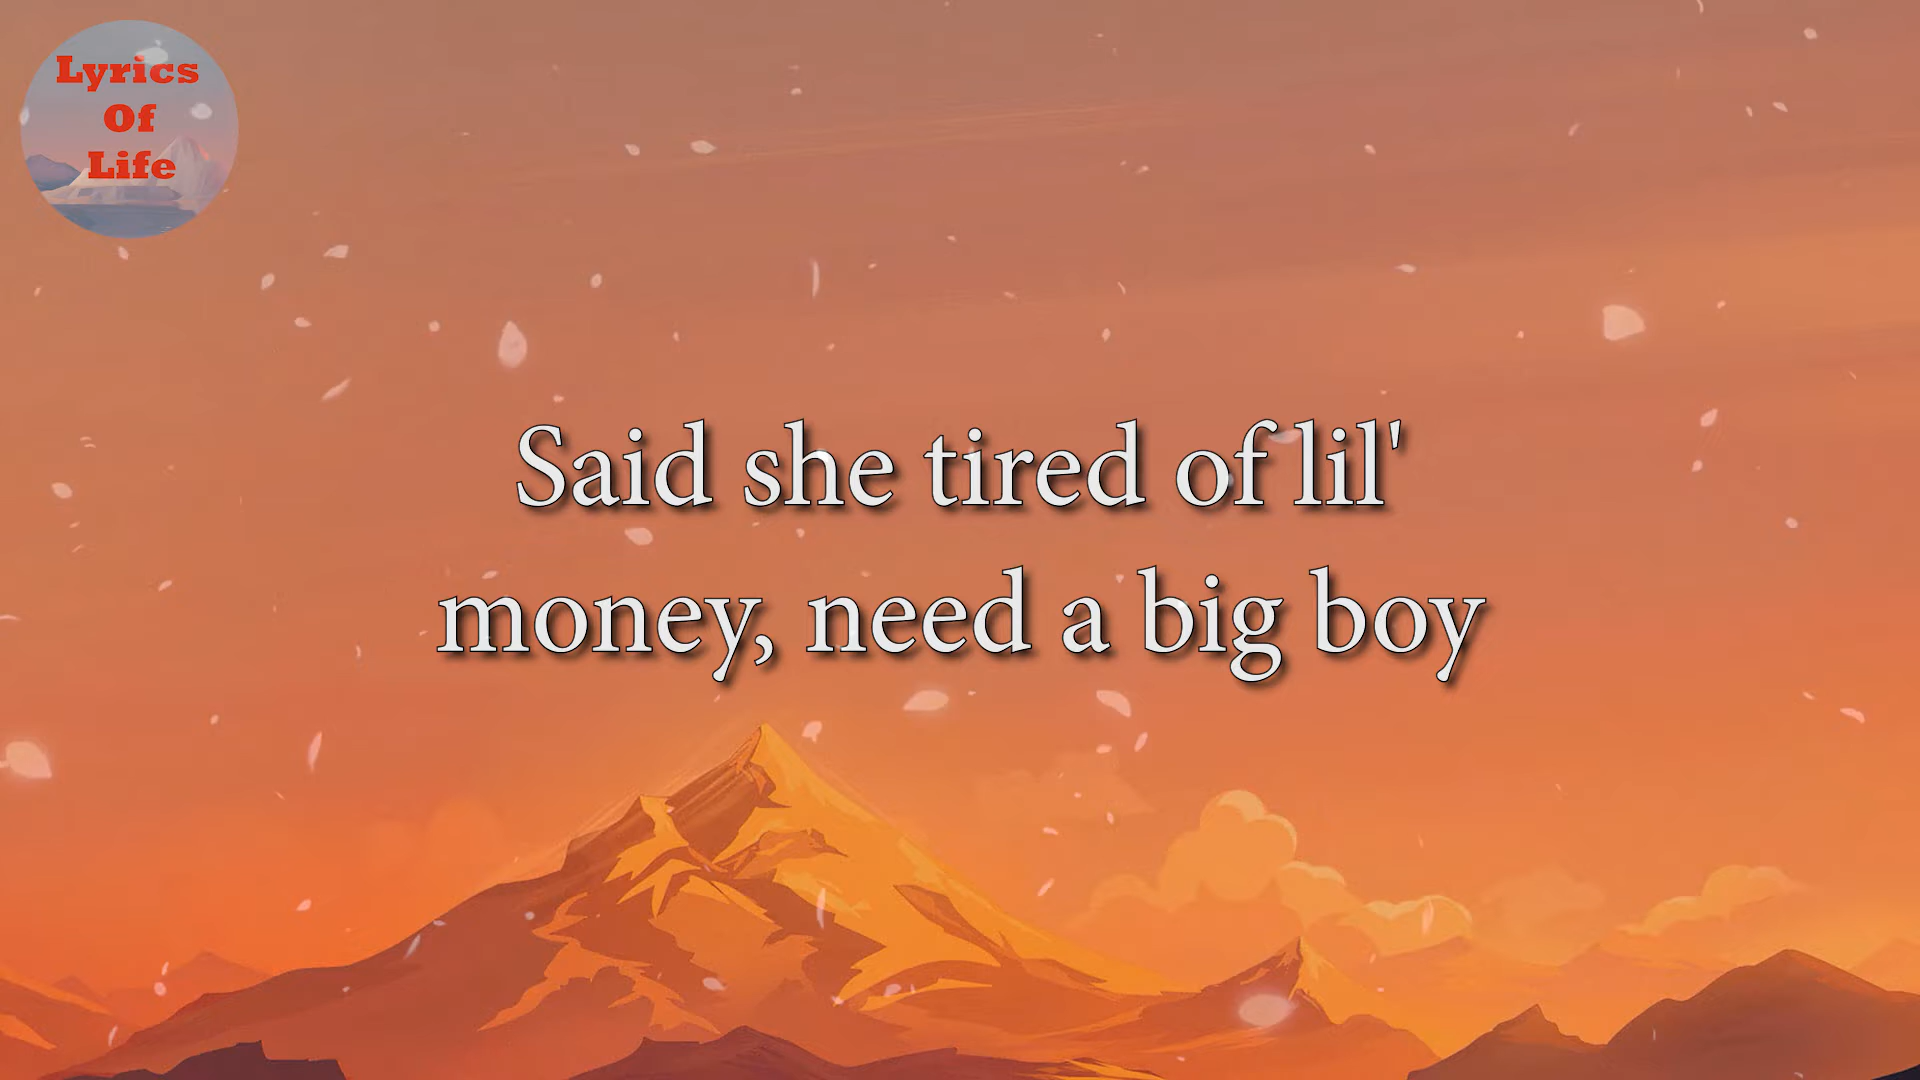 Lyrics
Of
Life
Said she tired of lil'
money, need a big boy